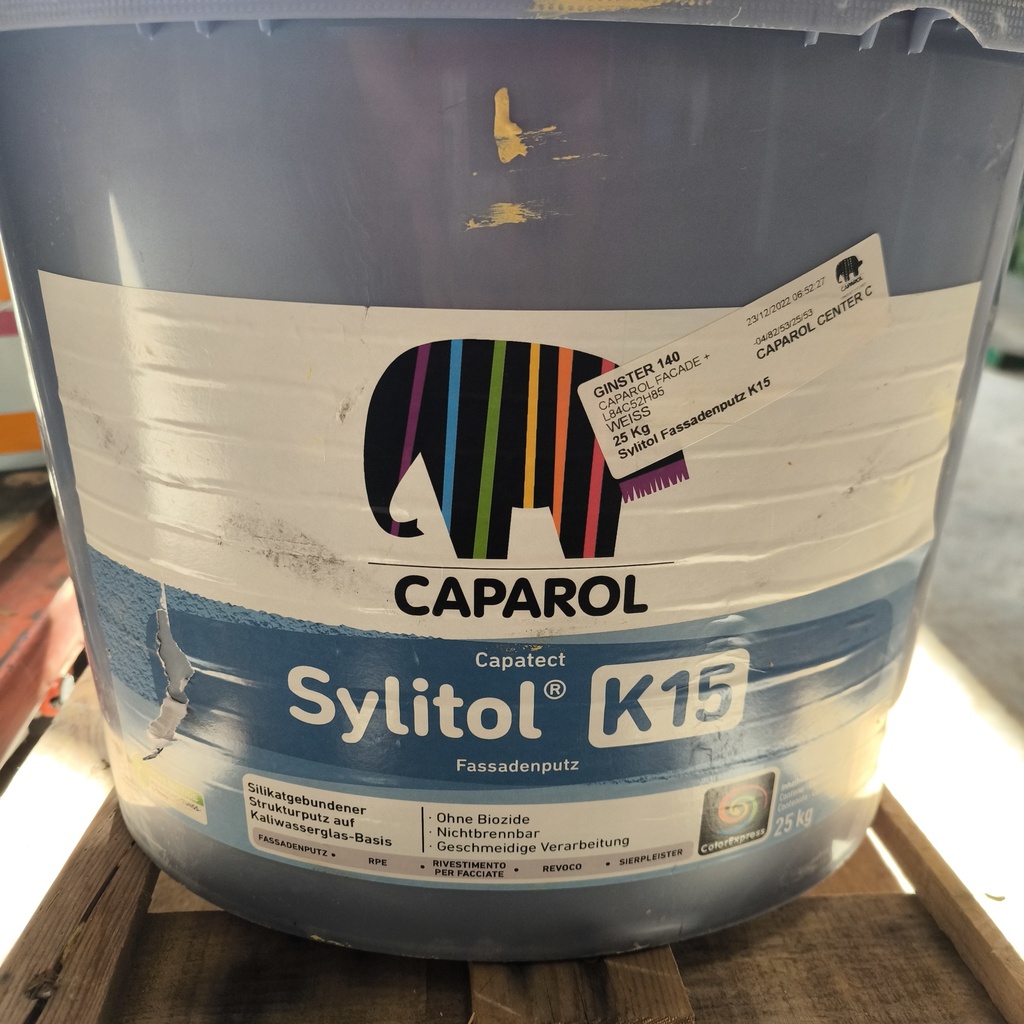 23/12/2022 06:52:27
CAPAROL
GINSTER 140
CAPAROL FACADE +
L84C52H85
WEISS
25 Kg
Sylitol Fassadenputz K15
-04/82/53/25/53
CAPAROL CENTER C
CAPAROL
Capatect
Sylitol® K15
Fassadenputz
Silikatgebundener
Strukturputz auf
Kaliwasserglas-Basis
· Ohne Biozide
· Nichtbrennbar
· Geschmeidige Verarbeitung
FASSADENPUTZ • RPE • RIVESTIMENTO PER FACCIATE • REVOCO • SIERPLEISTER
ColorExpress
25 kg